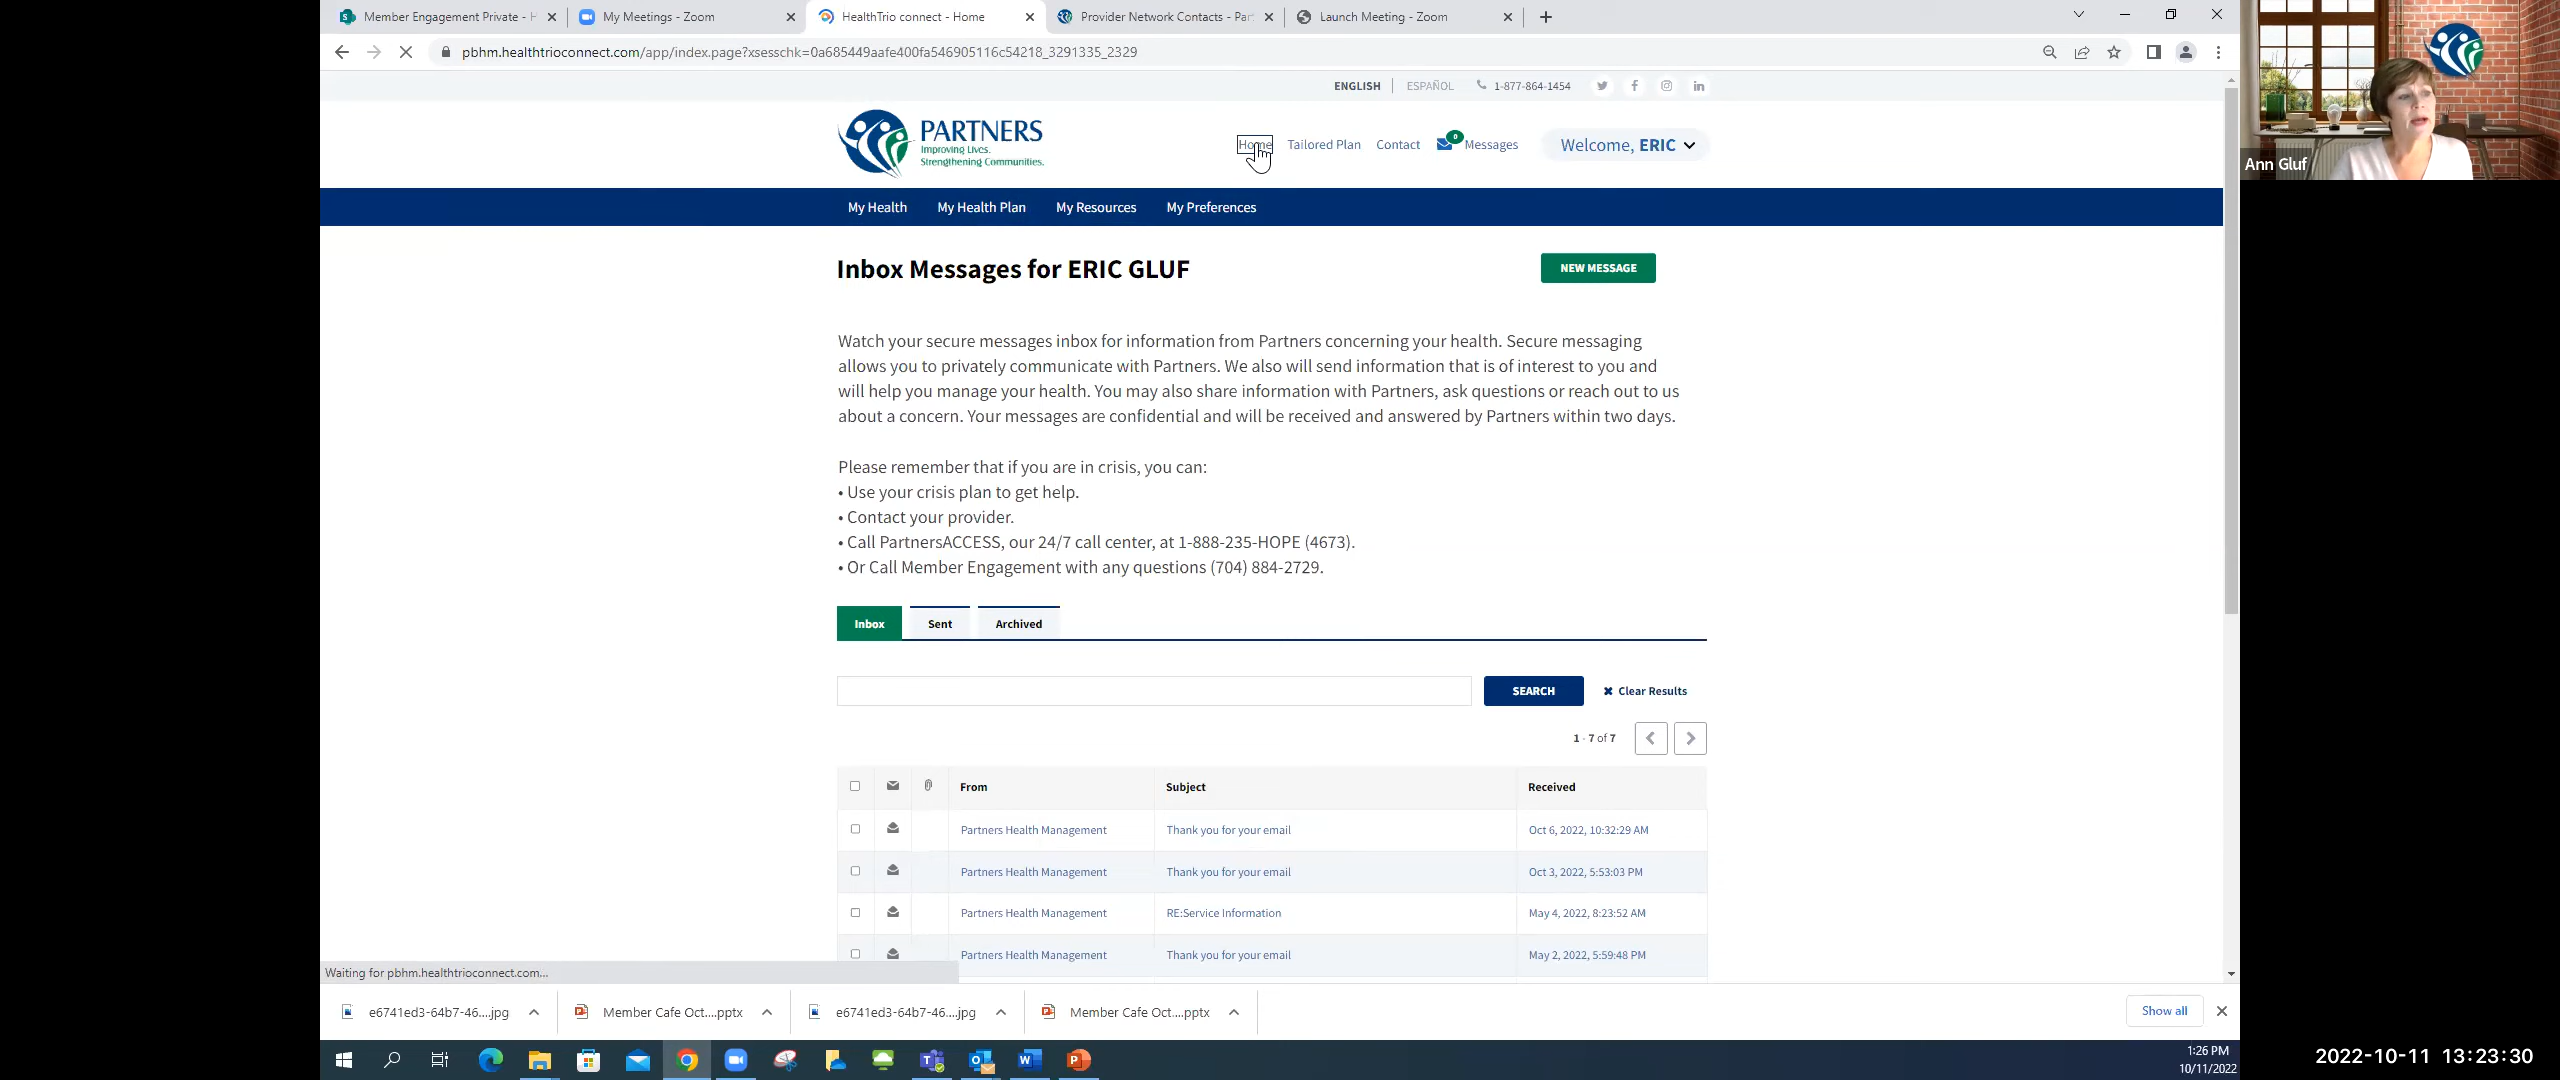 Member Engagement Private - H
My Meetings - Zoom
HealthTrio connect - Home
Provider Network Contacts - Par
Launch Meeting - Zoom
pbhm.healthtrioconnect.com/app/index.page?xsesschk=0a685449aafe400fa546905116c54218_3291335_2329
ENGLISH
ESPAÑOL
1-877-864-1454
PARTNERS
Improving Lives.
Strengthening Communities.
Home
Tailored Plan
Contact
0
Messages
Welcome, ERIC
Ann Gluf
My Health
My Health Plan
My Resources
My Preferences
Inbox Messages for ERIC GLUF
NEW MESSAGE
Watch your secure messages inbox for information from Partners concerning your health. Secure messaging
allows you to privately communicate with Partners. We also will send information that is of interest to you and
will help you manage your health. You may also share information with Partners, ask questions or reach out to us
about a concern. Your messages are confidential and will be received and answered by Partners within two days.
Please remember that if you are in crisis, you can:
• Use your crisis plan to get help.
• Contact your provider.
• Call PartnersACCESS, our 24/7 call center, at 1-888-235-HOPE (4673).
• Or Call Member Engagement with any questions (704) 884-2729.
Inbox
Sent
Archived
SEARCH
Clear Results
1 - 7 of 7
From Subject Received
Partners Health Management Thank you for your email Oct 6, 2022, 10:32:29 AM
Partners Health Management Thank you for your email Oct 3, 2022, 5:53:03 PM
Partners Health Management RE:Service Information May 4, 2022, 8:23:52 AM
Partners Health Management Thank you for your email May 2, 2022, 5:59:48 PM
Waiting for pbhm.healthtrioconnect.com...
e6741ed3-64b7-46....jpg
Member Cafe Oct....pptx
e6741ed3-64b7-46....jpg
Member Cafe Oct....pptx
Show all
1:26 PM
10/11/2022
2022-10-11 13:23:30